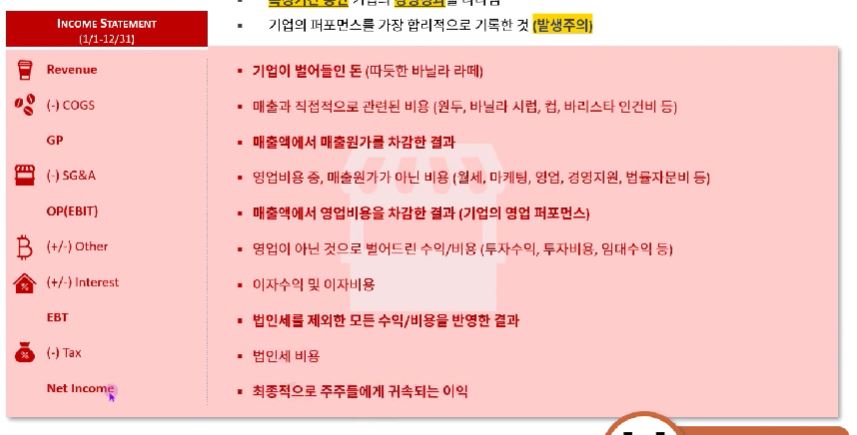 기업의 퍼포먼스를 가장 합리적으로 기록한 것 (발생주의)
INCOME STATEMENT
(1/1-12/31)
Revenue
기업이 벌어들인 돈 (따듯한 바닐라 라떼)
(-) COGS
매출과 직접적으로 관련된 비용 (원두, 바닐라 시럽, 컵, 바리스타 인건비 등)
GP
매출액에서 매출원가를 차감한 결과
(-) SG&A
영업비용 중, 매출원가가 아닌 비용 (월세, 마케팅, 영업, 경영지원, 법률자문비 등)
OP(EBIT)
매출액에서 영업비용을 차감한 결과 (기업의 영업 퍼포먼스)
(+/-) Other
영업이 아닌 것으로 벌어드린 수익/비용 (투자수익, 투자비용, 임대수익 등)
(+/-) Interest
이자수익 및 이자비용
EBT
법인세를 제외한 모든 수익/비용을 반영한 결과
(-) Tax
법인세 비용
Net Income
최종적으로 주주들에게 귀속되는 이익